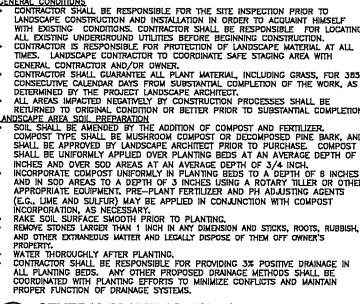 GENERAL CONDITIONS
• CONTRACTOR SHALL BE RESPONSIBLE FOR THE SITE INSPECTION PRIOR TO
LANDSCAPE CONSTRUCTION AND INSTALLATION IN ORDER TO ACQUAINT HIMSELF
WITH EXISTING CONDITIONS. CONTRACTOR SHALL BE RESPONSIBLE FOR LOCATING
ALL EXISTING UNDERGROUND UTILITIES BEFORE BEGINNING CONSTRUCTION.
• CONTRACTOR IS RESPONSIBLE FOR PROTECTION OF LANDSCAPE MATERIAL AT ALL
TIMES. LANDSCAPE CONTRACTOR TO COORDINATE SAFE STAGING AREA WITH
GENERAL CONTRACTOR AND/OR OWNER.
• CONTRACTOR SHALL GUARANTEE ALL PLANT MATERIAL, INCLUDING GRASS, FOR 385
CONSECUTIVE CALENDAR DAYS FROM SUBSTANTIAL COMPLETION OF THE WORK, AS
DETERMINED BY THE PROJECT LANDSCAPE ARCHITECT.
• ALL AREAS IMPACTED NEGATIVELY BY CONSTRUCTION PROCESSES SHALL BE
RETURNED TO ORIGINAL CONDITION OR BETTER PRIOR TO SUBSTANTIAL COMPLETION
LANDSCAPE AREA SOIL PREPARATION
• SOIL SHALL BE AMENDED BY THE ADDITION OF COMPOST AND FERTILIZER.
COMPOST TYPE SHALL BE MUSHROOM COMPOST OR DECOMPOSED PINE BARK, AND
SHALL BE APPROVED BY LANDSCAPE ARCHITECT PRIOR TO PURCHASE. COMPOST
SHALL BE UNIFORMLY APPLIED OVER PLANTING BEDS AT AN AVERAGE DEPTH OF
INCHES AND OVER SOD AREAS AT AN AVERAGE DEPTH OF 3/4 INCH.
• INCORPORATE COMPOST UNIFORMLY IN PLANTING BEDS TO A DEPTH OF 8 INCHES
AND IN SOD AREAS TO A DEPTH OF 3 INCHES USING A ROTARY TILLER OR OTHER
APPROPRIATE EQUIPMENT. PRE-PLANT FERTILIZER AND PH ADJUSTING AGENTS
(E.G., LIME AND SULFUR) MAY BE APPLIED IN CONJUNCTION WITH COMPOST
INCORPORATION, AS NECESSARY.
• RAKE SOIL SURFACE SMOOTH PRIOR TO PLANTING.
• REMOVE STONES LARGER THAN 1 INCH IN ANY DIMENSION AND STICKS, ROOTS, RUBBISH,
AND OTHER EXTRANEOUS MATTER AND LEGALLY DISPOSE OF THEM OFF OWNER'S
PROPERTY.
• WATER THOROUGHLY AFTER PLANTING.
• CONTRACTOR SHALL BE RESPONSIBLE FOR PROVIDING 3% POSITIVE DRAINAGE IN
ALL PLANTING BEDS. ANY OTHER PROPOSED DRAINAGE METHODS SHALL BE
COORDINATED WITH PLANTING EFFORTS TO MINIMIZE CONFLICTS AND MAINTAIN
PROPER FUNCTION OF DRAINAGE SYSTEMS.